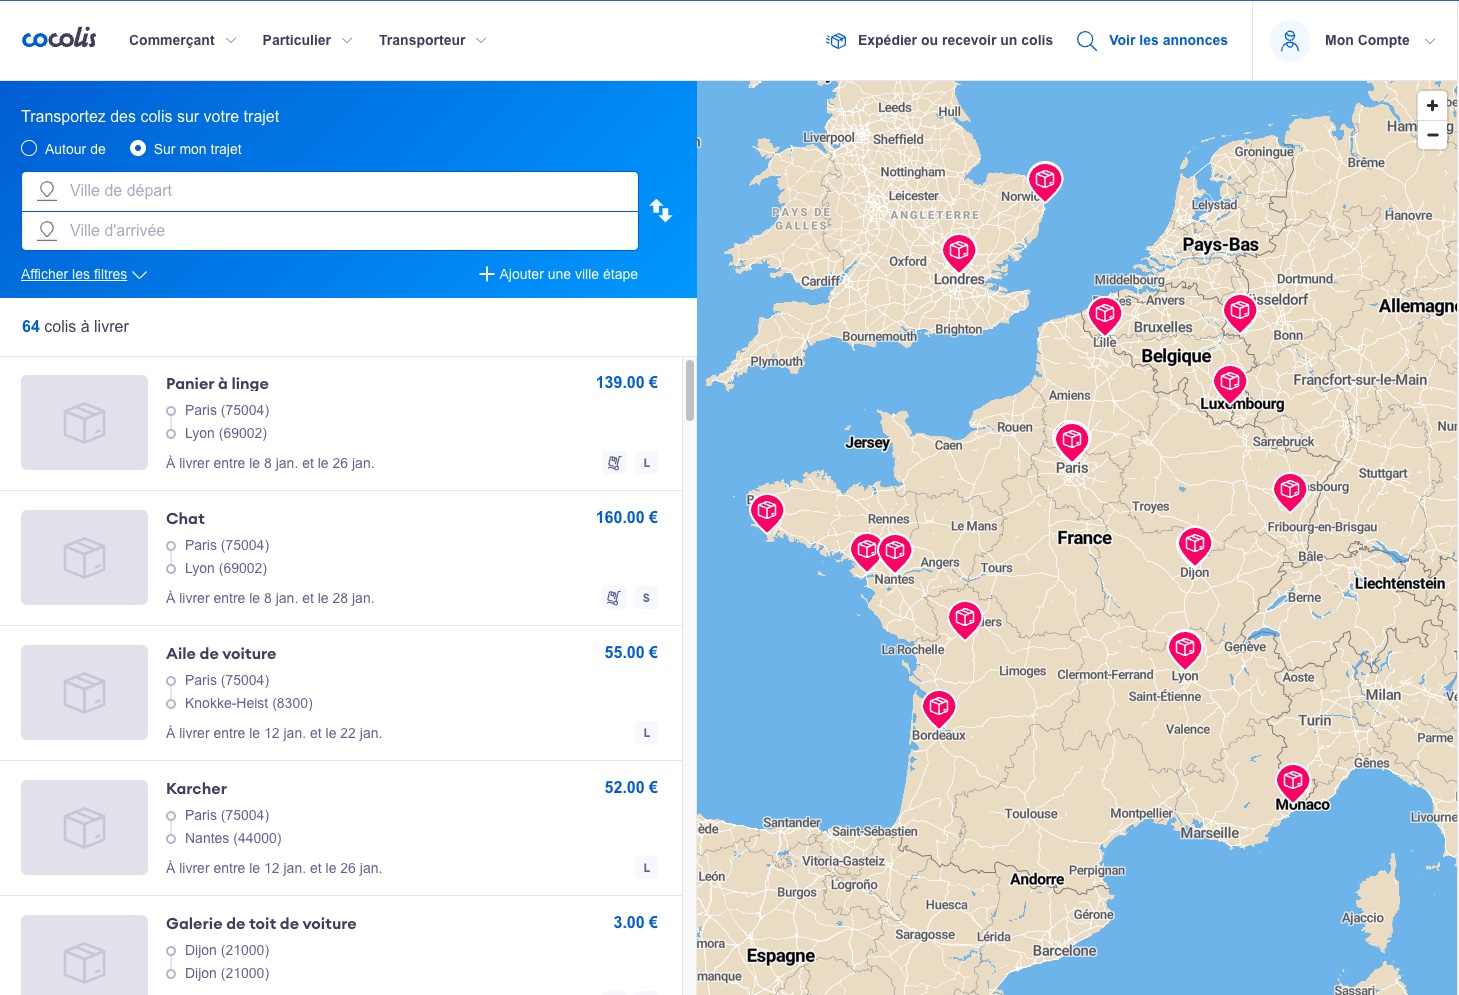 cocolis
Commerçant
Particulier
Transporteur
Expédier ou recevoir un colis
Voir les annonces
Mon Compte
Transportez des colis sur votre trajet
Autour de
Sur mon trajet
Ville de départ
Ville d'arrivée
Afficher les filtres
Ajouter une ville étape
64 colis à livrer
Panier à linge
139.00 €
Paris (75004)
Lyon (69002)
À livrer entre le 8 jan. et le 26 jan.
L
Chat
160.00 €
Paris (75004)
Lyon (69002)
À livrer entre le 8 jan. et le 28 jan.
S
Aile de voiture
55.00 €
Paris (75004)
Knokke-Heist (8300)
À livrer entre le 12 jan. et le 22 jan.
L
Karcher
52.00 €
Paris (75004)
Nantes (44000)
À livrer entre le 12 jan. et le 26 jan.
L
Galerie de toit de voiture
3.00 €
Dijon (21000)
Dijon (21000)
+
−
Leeds
Hull
Liverpool
Sheffield
Groningue
Brême
Nottingham
Leicester
Lelystad
Hanovre
PAYS DE
GALLES
ANGLETERRE
Pays-Bas
Oxford
Cardiff
Londres
Middelbourg
Dortmund
Anvers
Allemagne
Bruxelles
Bonn
Bournemouth
Brighton
Lille
Belgique
Plymouth
Francfort-sur-le-Main
Amiens
Luxembourg
Rouen
Jersey
Caen
Sarrebruck
Paris
Stuttgart
Troyes
Rennes
Le Mans
Fribourg-en-Brisgau
France
Angers
Tours
Bâle
Nantes
Dijon
Liechtenstein
Berne
La Rochelle
Genève
Limoges
Clermont-Ferrand
Lyon
Aoste
Saint-Étienne
Milan
Turin
Valence
Bordeaux
Parme
Gênes
Monaco
Toulouse
Montpellier
Santander
Saint-Sébastien
Marseille
Vitoria-Gasteiz
Perpignan
León
Andorre
Burgos
Logroño
Huesca
Gérone
Ajaccio
Saragosse
Lérida
Barcelone
Espagne
Sassari